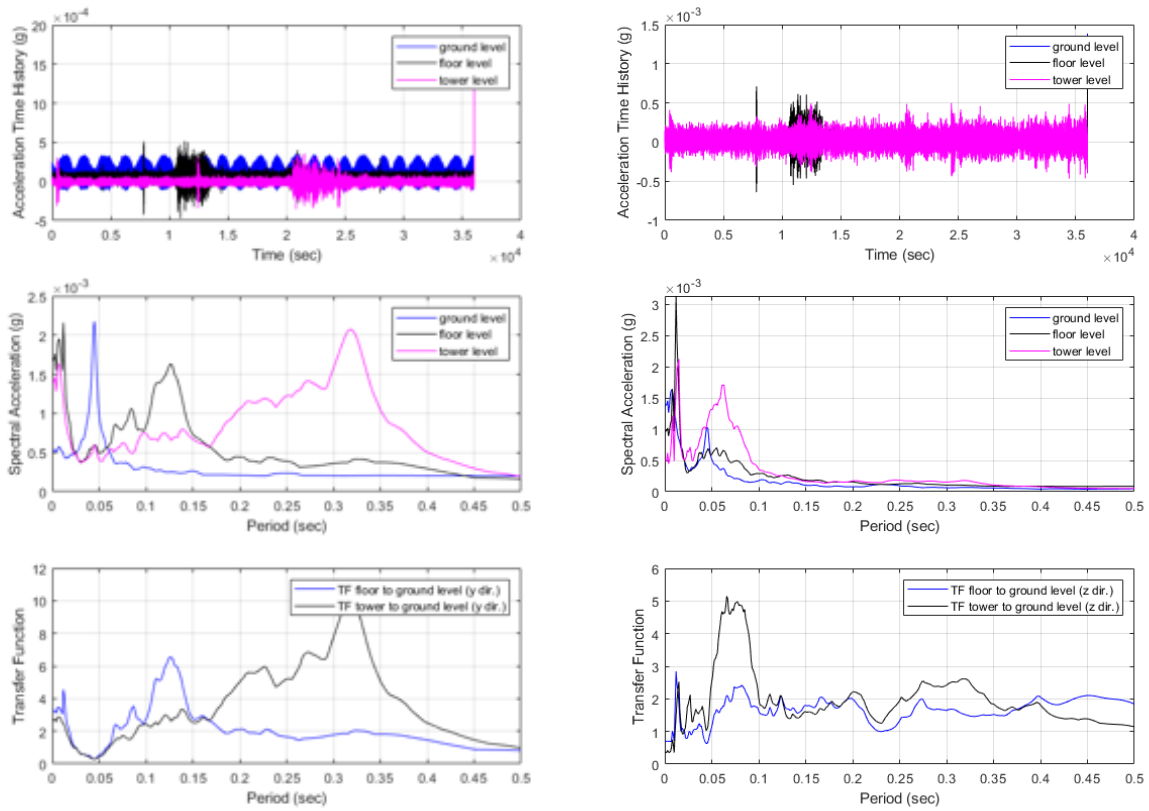 ×10⁻⁴
20
15
10
5
0
-5
Acceleration Time History (g)
ground level
floor level
tower level
0 0.5 1 1.5 2 2.5 3 3.5 4
Time (sec)
×10⁴
×10⁻³
1.5
1
0.5
0
-0.5
-1
Acceleration Time History (g)
ground level
floor level
tower level
0 0.5 1 1.5 2 2.5 3 3.5 4
Time (sec)
×10⁴
×10⁻³
2.5
2
1.5
1
0.5
0
Spectral Acceleration (g)
ground level
floor level
tower level
0 0.05 0.1 0.15 0.2 0.25 0.3 0.35 0.4 0.45 0.5
Period (sec)
×10⁻³
3
2.5
2
1.5
1
0.5
0
Spectral Acceleration (g)
ground level
floor level
tower level
0 0.05 0.1 0.15 0.2 0.25 0.3 0.35 0.4 0.45 0.5
Period (sec)
12
10
8
6
4
2
0
Transfer Function
TF floor to ground level (y dir.)
TF tower to ground level (y dir.)
0 0.05 0.1 0.15 0.2 0.25 0.3 0.35 0.4 0.45 0.5
Period (sec)
6
5
4
3
2
1
0
Transfer Function
TF floor to ground level (z dir.)
TF tower to ground level (z dir.)
0 0.05 0.1 0.15 0.2 0.25 0.3 0.35 0.4 0.45 0.5
Period (sec)